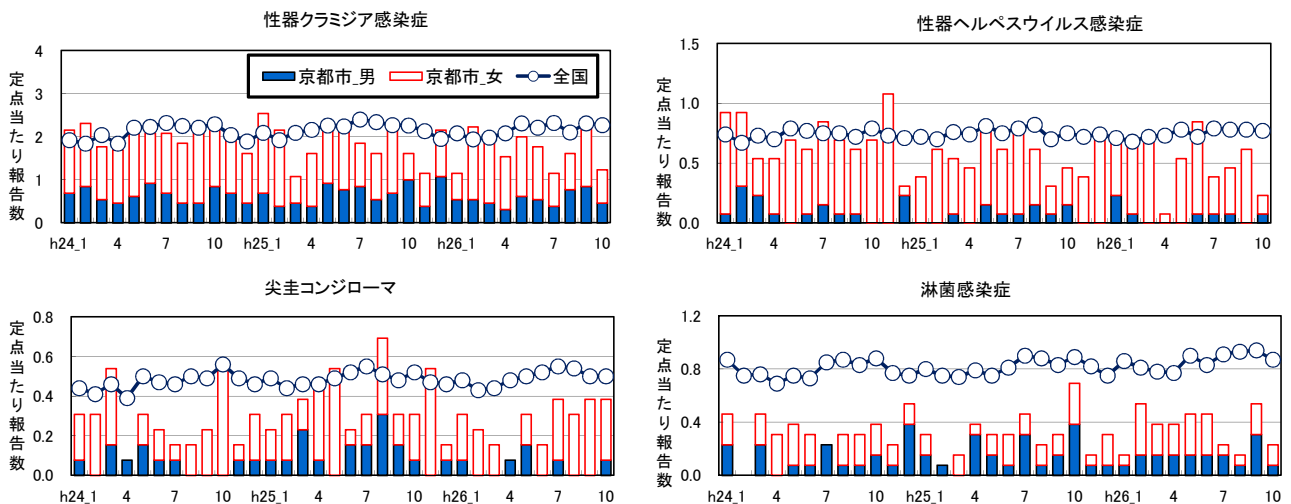 性器クラミジア感染症
定点当たり報告数
4
3
2
1
0
京都市_男 京都市_女 全国
h24_1 4 7 10 h25_1 4 7 10 h26_1 4 7 10
性器ヘルペスウイルス感染症
定点当たり報告数
1.5
1.0
0.5
0.0
h24_1 4 7 10 h25_1 4 7 10 h26_1 4 7 10
尖圭コンジローマ
定点当たり報告数
0.8
0.6
0.4
0.2
0.0
h24_1 4 7 10 h25_1 4 7 10 h26_1 4 7 10
淋菌感染症
定点当たり報告数
1.2
0.8
0.4
0.0
h24_1 4 7 10 h25_1 4 7 10 h26_1 4 7 10